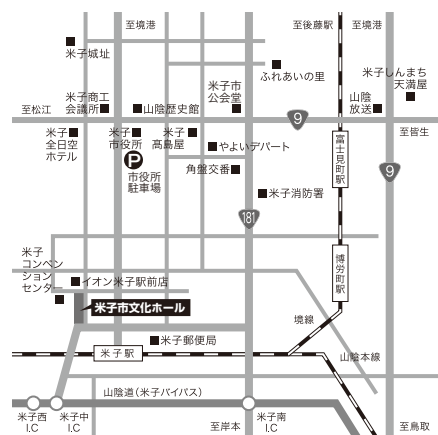 至境港
至後藤駅
至境港
米子城址
ふれあいの里
米子しんまち
天満屋
米子商工
会議所
山陰歴史館
米子市
公会堂
山陰
放送
至松江
9
至皆生
米子
全日空
ホテル
米子
市役所
米子
髙島屋
やよいデパート
P
市役所
駐車場
角盤交番
富士見町駅
9
米子消防署
181
米子
コンベン
ション
センター
イオン米子駅前店
博労町駅
米子市文化ホール
境線
米子郵便局
米子駅
山陰本線
山陰道(米子バイパス)
米子西
I.C
米子中
I.C
至岸本
米子南
I.C
至鳥取